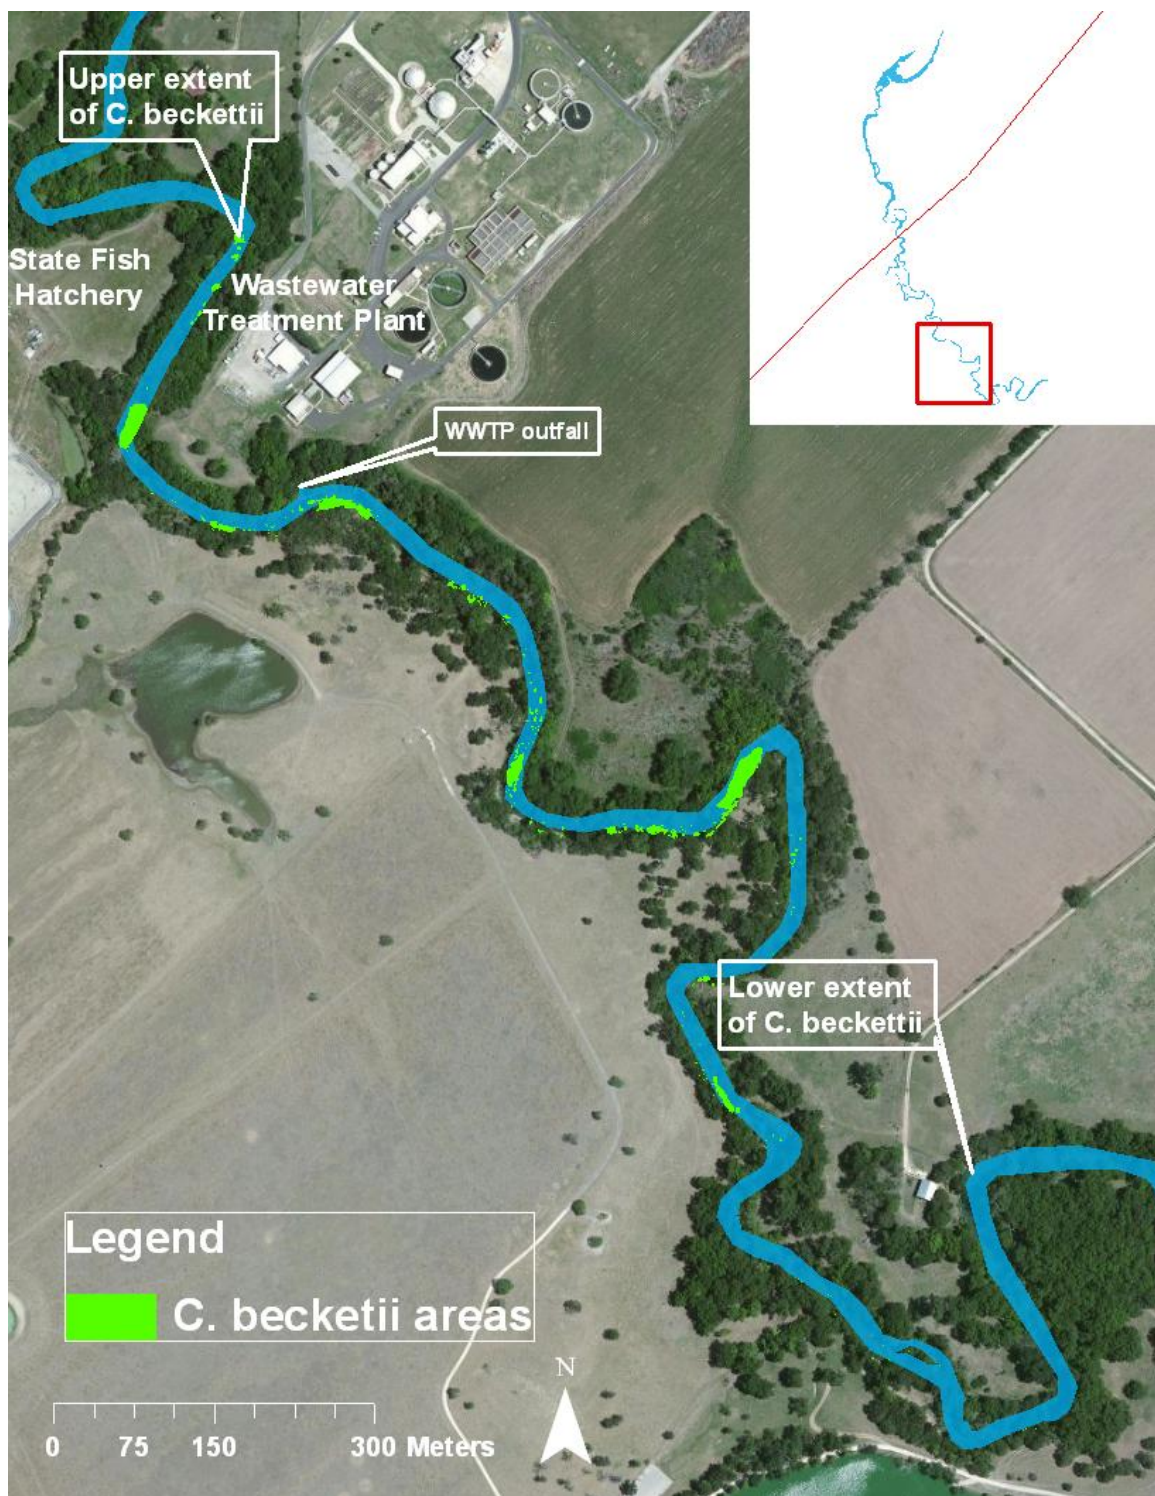 Upper extent
of C. beckettii
State Fish
Hatchery
Wastewater
Treatment Plant
WWTP outfall
Lower extent
of C. beckettii
Legend
C. becketii areas
N
0 75 150 300 Meters